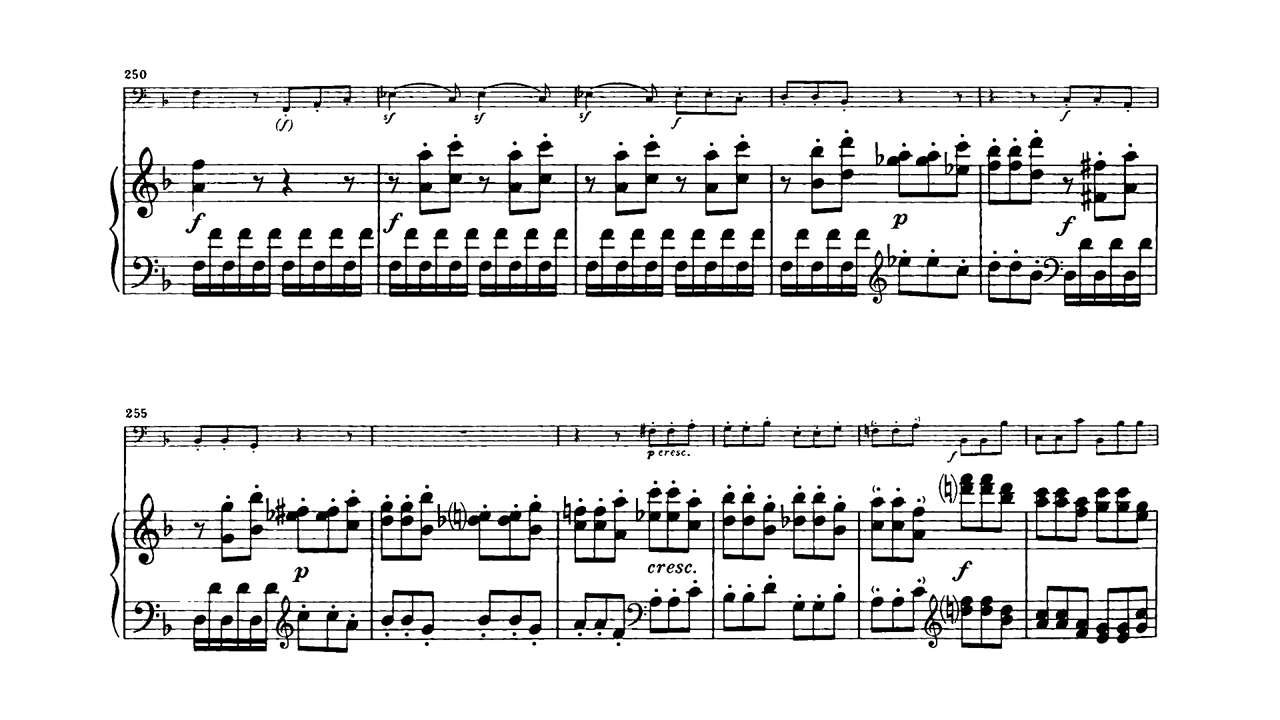 250
(f)
sf sf sf f f
f f p f
255
p cresc. f
p cresc. f